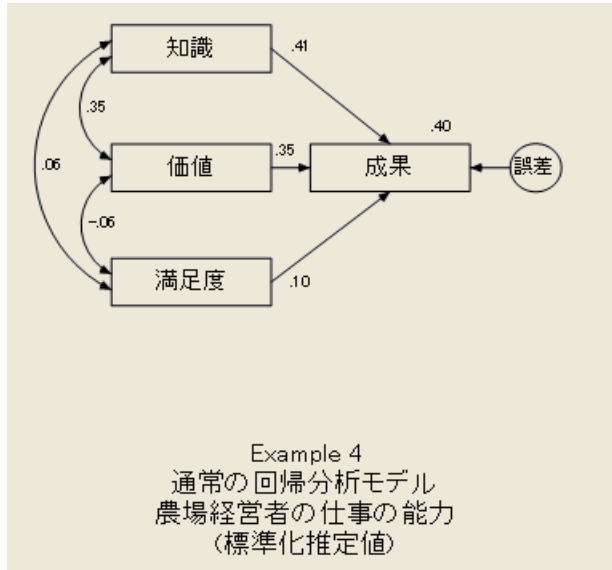 知識
.41
.35
.40
価値
.35
成果
誤差
.06
-.06
満足度
.10
Example 4
通常の回帰分析モデル
農場経営者の仕事の能力
(標準化推定値)